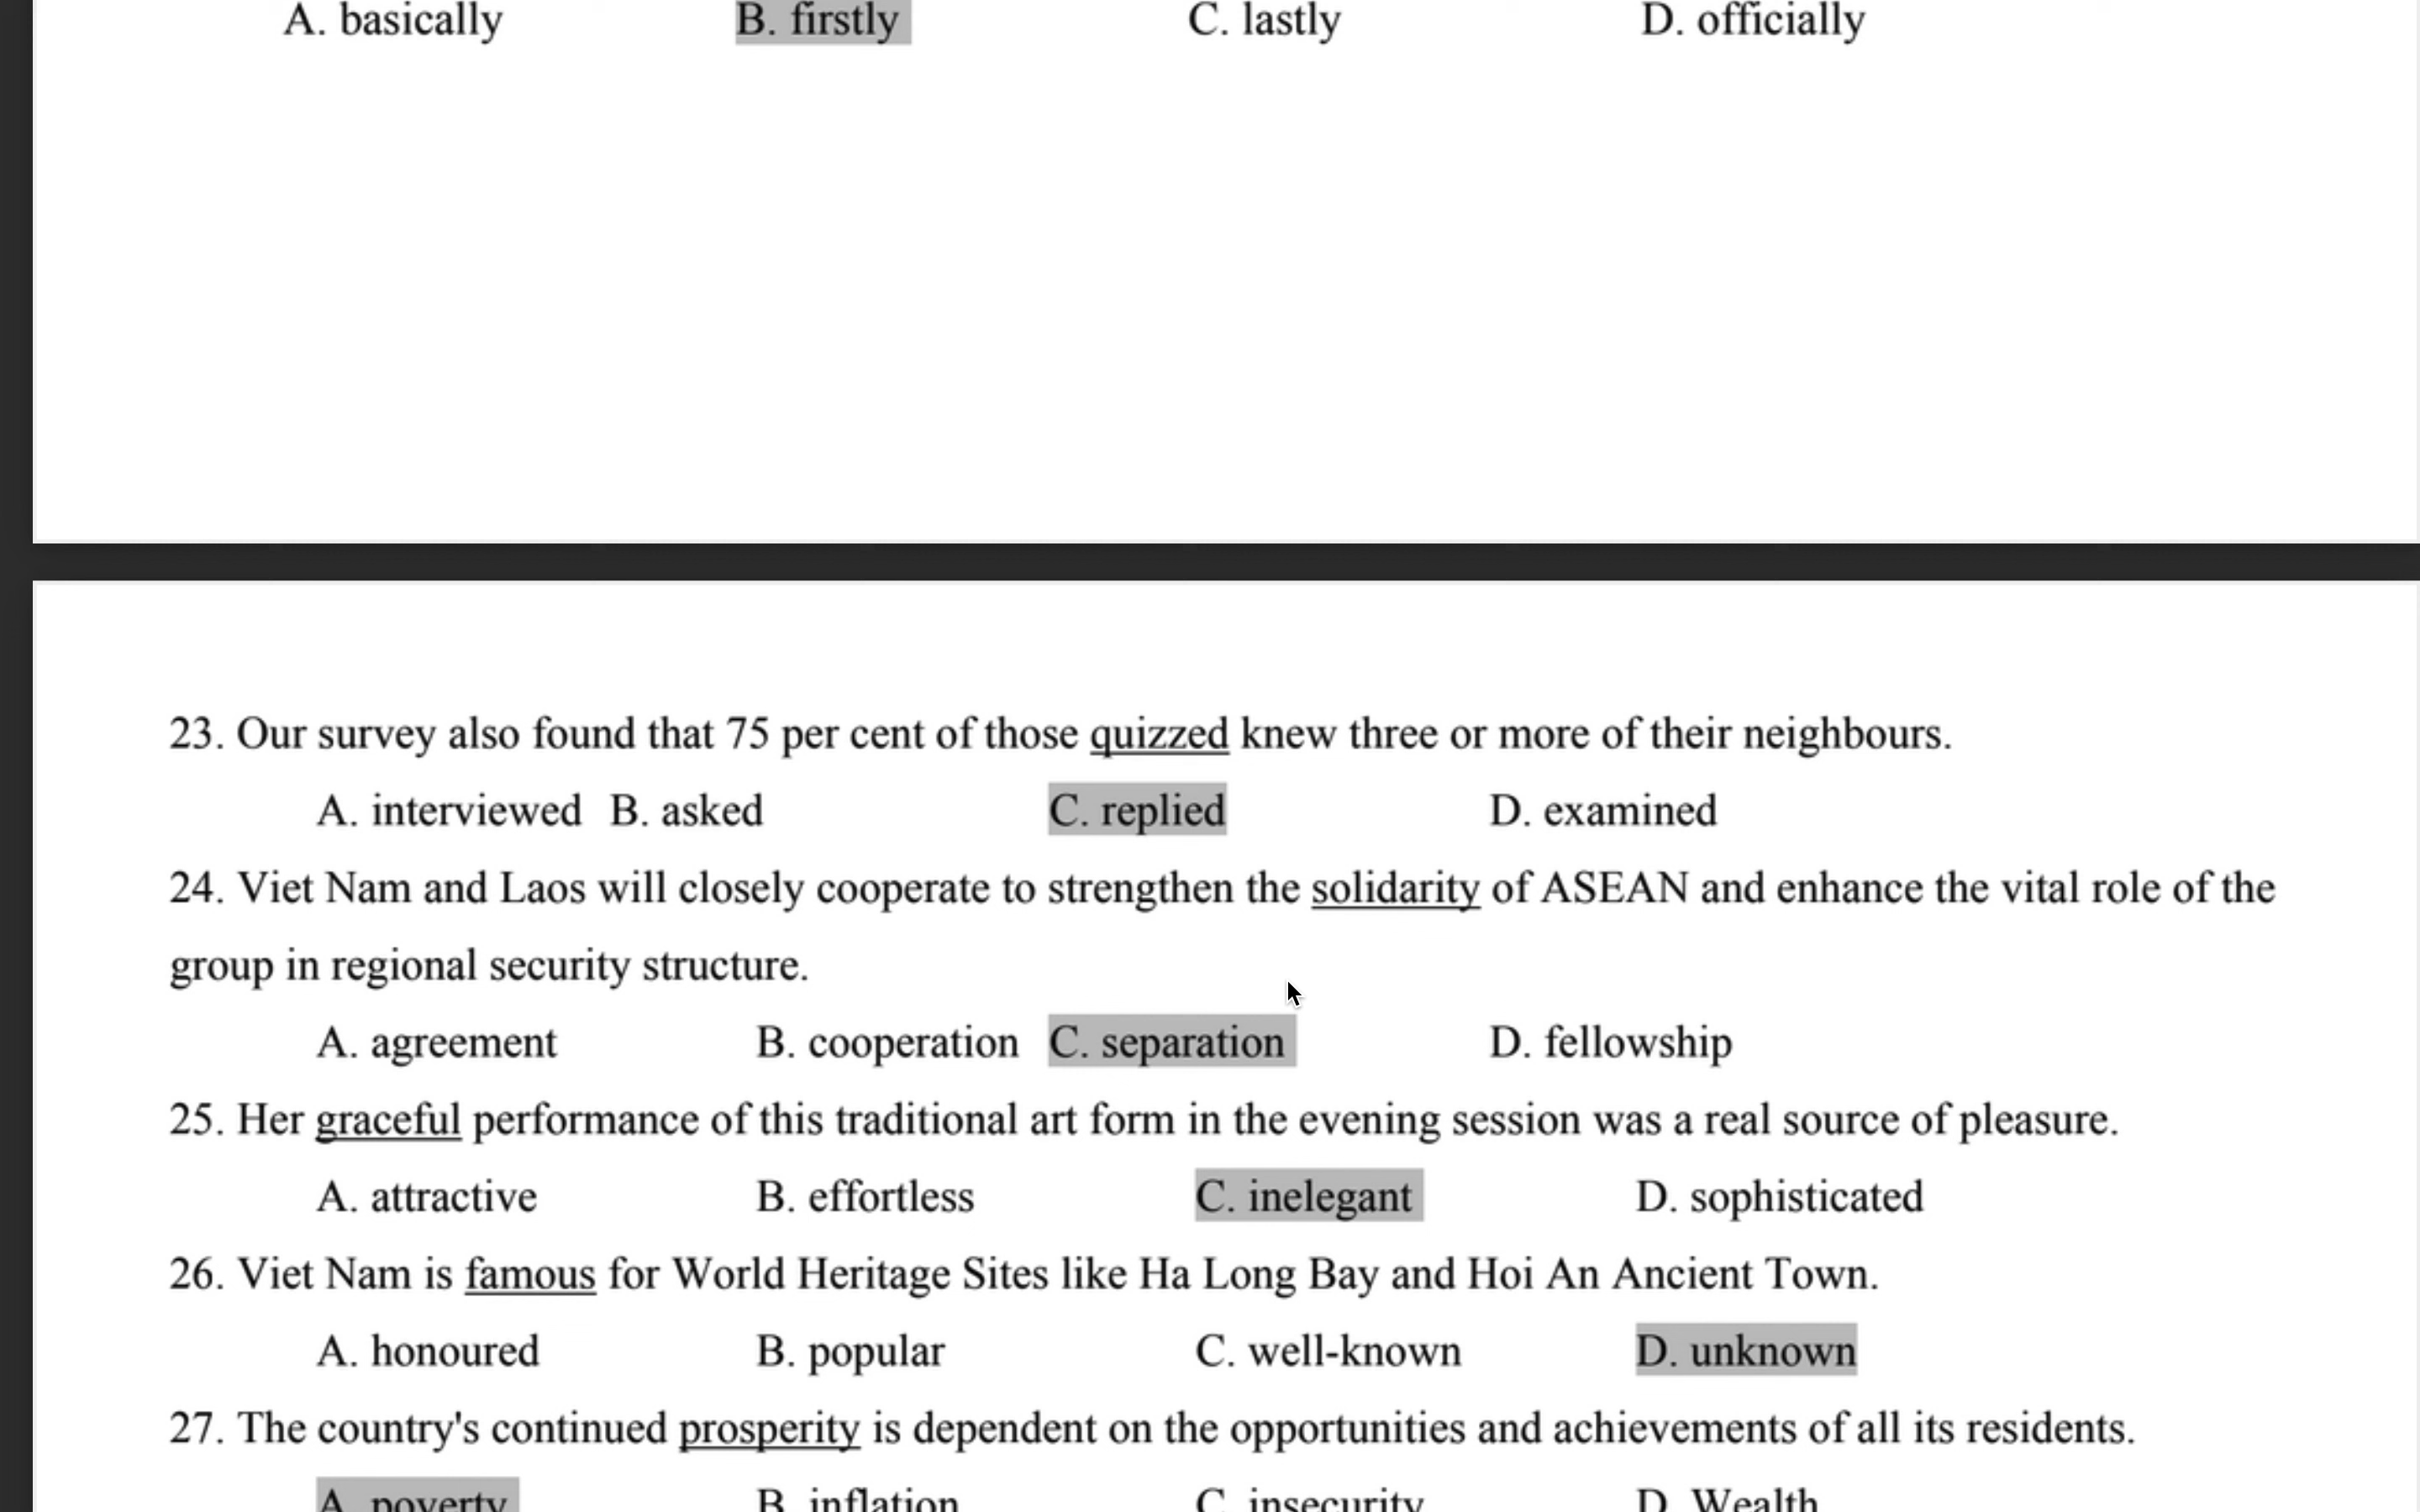 A. basically B. firstly C. lastly D. officially
23. Our survey also found that 75 per cent of those quizzed knew three or more of their neighbours.
A. interviewed B. asked C. replied D. examined
24. Viet Nam and Laos will closely cooperate to strengthen the solidarity of ASEAN and enhance the vital role of the
group in regional security structure.
A. agreement B. cooperation C. separation D. fellowship
25. Her graceful performance of this traditional art form in the evening session was a real source of pleasure.
A. attractive B. effortless C. inelegant D. sophisticated
26. Viet Nam is famous for World Heritage Sites like Ha Long Bay and Hoi An Ancient Town.
A. honoured B. popular C. well-known D. unknown
27. The country's continued prosperity is dependent on the opportunities and achievements of all its residents.
A. poverty B. inflation C. insecurity D. Wealth